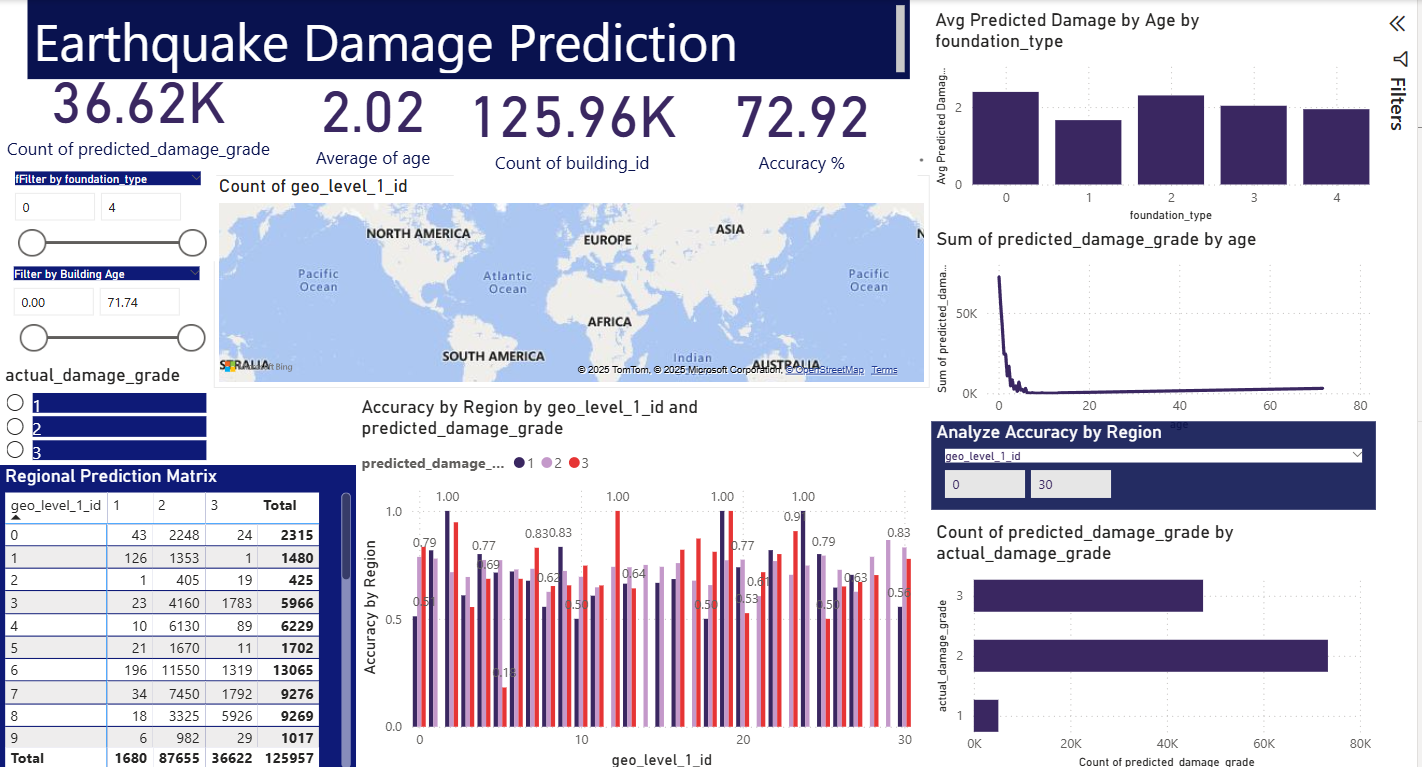 Earthquake Damage Prediction
36.62K
Count of predicted_damage_grade
2.02
Average of age
125.96K
Count of building_id
72.92
Accuracy %
fFilter by foundation_type
0 4
Filter by Building Age
0.00 71.74
actual_damage_grade
1
2
3
Count of geo_level_1_id
NORTH AMERICA
EUROPE
ASIA
Pacific
Ocean
Atlantic
Ocean
Pacific
Ocean
AFRICA
SOUTH AMERICA
Indian
AUSTRALIA
© 2025 TomTom, © 2025 Microsoft Corporation, © OpenStreetMap Terms
Regional Prediction Matrix
geo_level_1_id 1 2 3 Total
0 43 2248 24 2315
1 126 1353 1 1480
2 1 405 19 425
3 23 4160 1783 5966
4 10 6130 89 6229
5 21 1670 11 1702
6 196 11550 1319 13065
7 34 7450 1792 9276
8 18 3325 5926 9269
9 6 982 29 1017
Total 1680 87655 36622 125957
Accuracy by Region by geo_level_1_id and
predicted_damage_grade
predicted_damage_... 1 2 3
Accuracy by Region
1.0
0.5
0.0
1.00 1.00 1.00 1.00
0.79 0.77 0.83 0.83 0.77 0.79 0.83
0.69 0.62 0.64 0.63
0.50 0.50 0.53 0.50 0.56
0 10 20 30
geo_level_1_id
Avg Predicted Damage by Age by
foundation_type
Avg Predicted Damag...
2
0
0 1 2 3 4
foundation_type
Sum of predicted_damage_grade by age
Sum of predicted_dama...
50K
0K
0 20 40 60 80
age
Analyze Accuracy by Region
geo_level_1_id
0 30
Count of predicted_damage_grade by
actual_damage_grade
actual_damage_grade
3
2
1
0K 20K 40K 60K 80K
Count of predicted_damage_grade
Filters